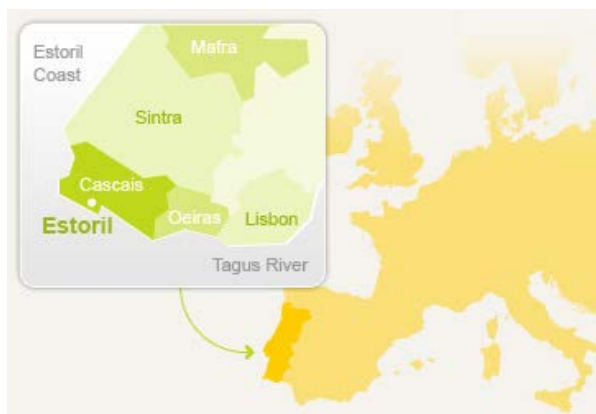 Mafra
Estoril
Coast
Sintra
Cascais
Estoril
Oeiras
Lisbon
Tagus River